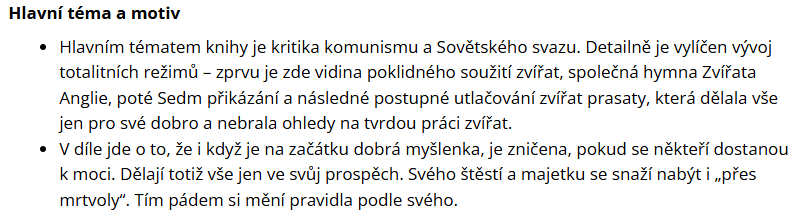 Hlavní téma a motiv
• Hlavním tématem knihy je kritika komunismu a Sovětského svazu. Detailně je vylíčen vývoj
totalitních režimů – zprvu je zde vidina poklidného soužití zvířat, společná hymna Zvířata
Anglie, poté Sedm přikázání a následné postupné utlačování zvířat prasaty, která dělala vše
jen pro své dobro a nebrala ohledy na tvrdou práci zvířat.
• V díle jde o to, že i když je na začátku dobrá myšlenka, je zničena, pokud se někteří dostanou
k moci. Dělají totiž vše jen ve svůj prospěch. Svého štěstí a majetku se snaží nabýt i „přes
mrtvoly“. Tím pádem si mění pravidla podle svého.